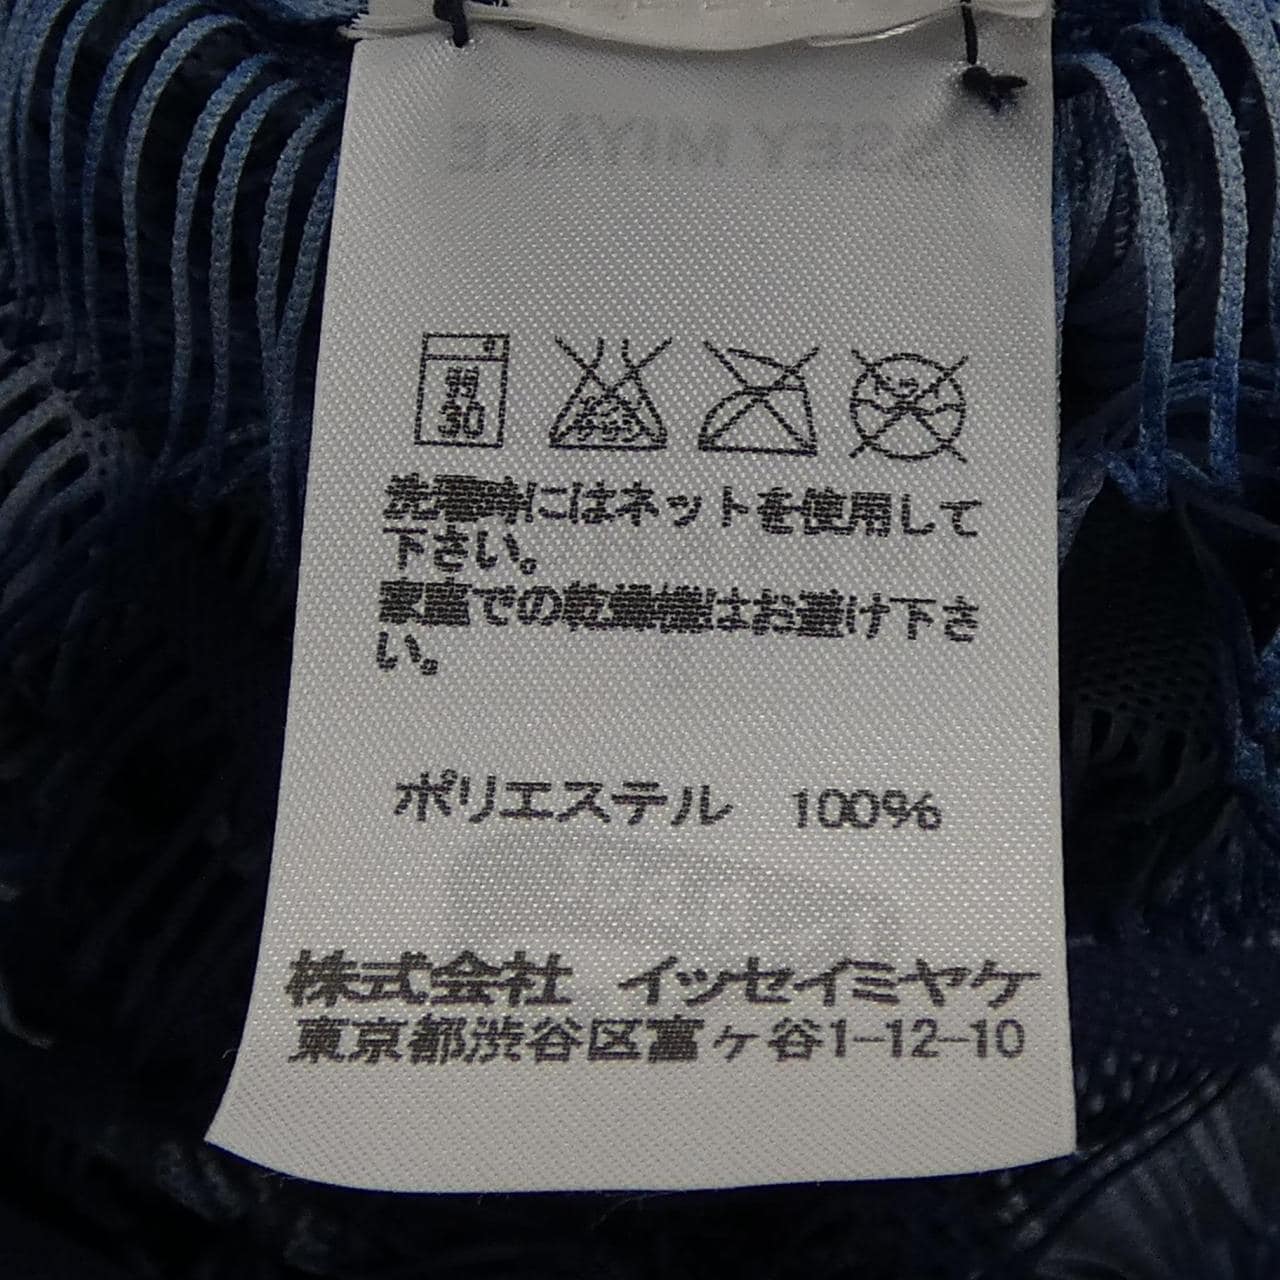 弱
30
洗濯時にはネットを使用して
下さい。
家庭での乾燥機はお避け下さ
い。
ポリエステル 100%
株式会社 イッセイミヤケ
東京都渋谷区富ヶ谷1-12-10